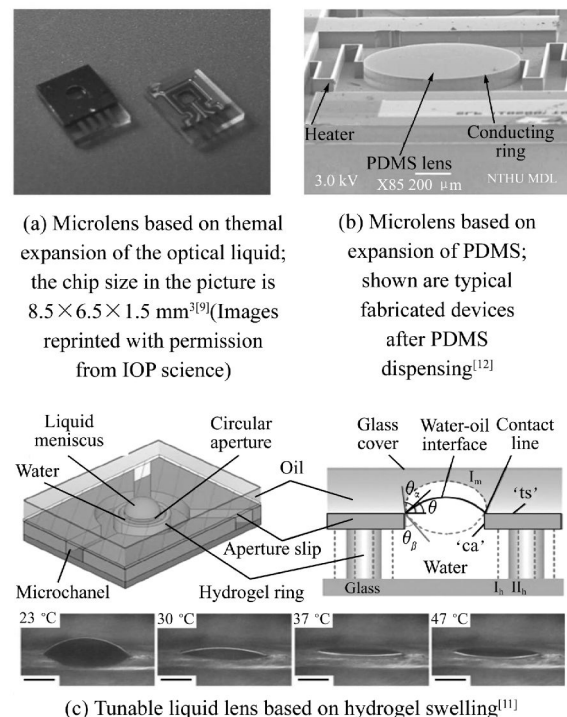 Heater
Conducting
ring
PDMS lens
3.0 kV
X85 200 μm
NTHU MDL
(a) Microlens based on themal
expansion of the optical liquid;
the chip size in the picture is
8.5×6.5×1.5 mm³[9](Images
reprinted with permission
from IOP science)
(b) Microlens based on
expansion of PDMS;
shown are typical
fabricated devices
after PDMS
dispensing[12]
Liquid
meniscus
Circular
aperture
Water
Oil
Aperture slip
Hydrogel ring
Microchanel
Glass
cover
Water-oil
interface
Contact
line
θα
θ
Im
'ts'
θβ
'ca'
Water
Glass
Ih
IIh
23 °C
30 °C
37 °C
47 °C
(c) Tunable liquid lens based on hydrogel swelling[11]